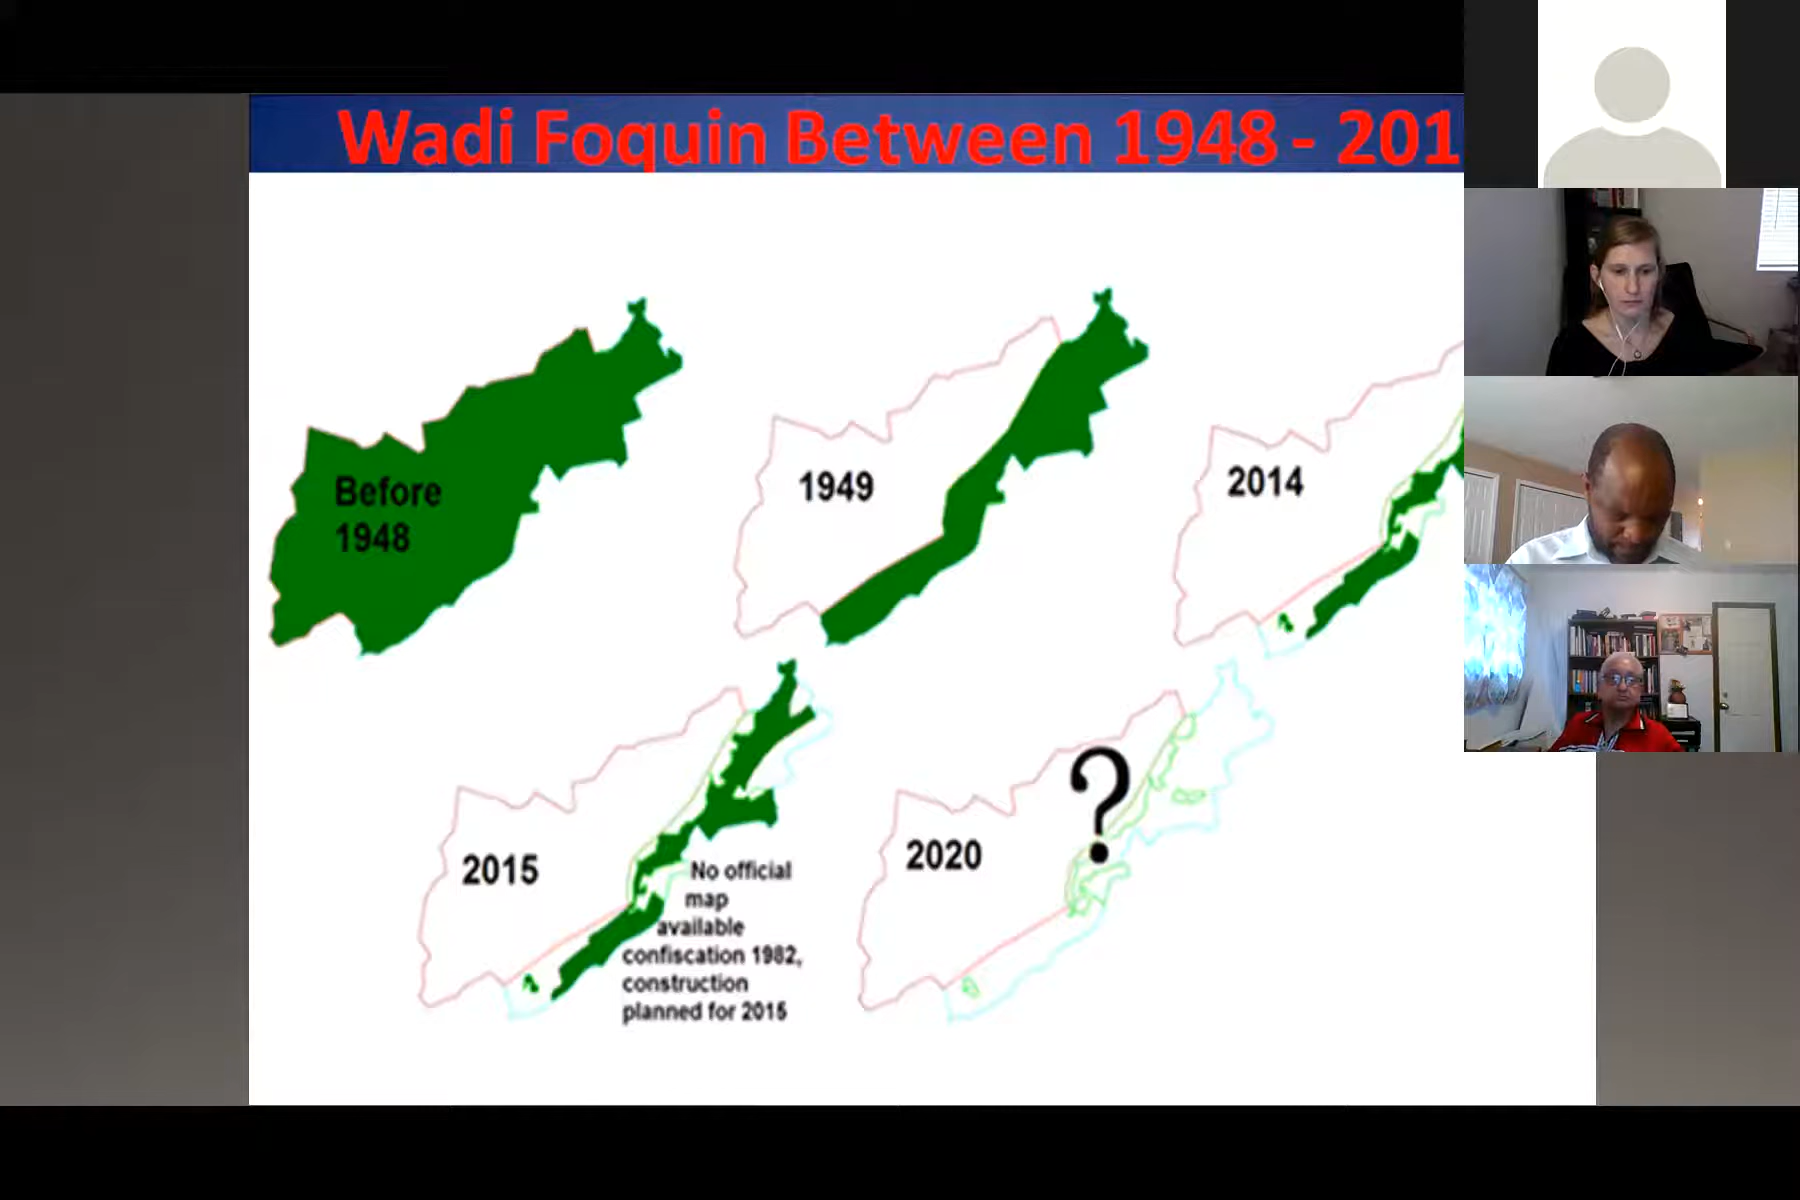 Wadi Foquin Between 1948 - 201
Before
1948
1949
2014
2015
No official
map
available
confiscation 1982,
construction
planned for 2015
2020
?